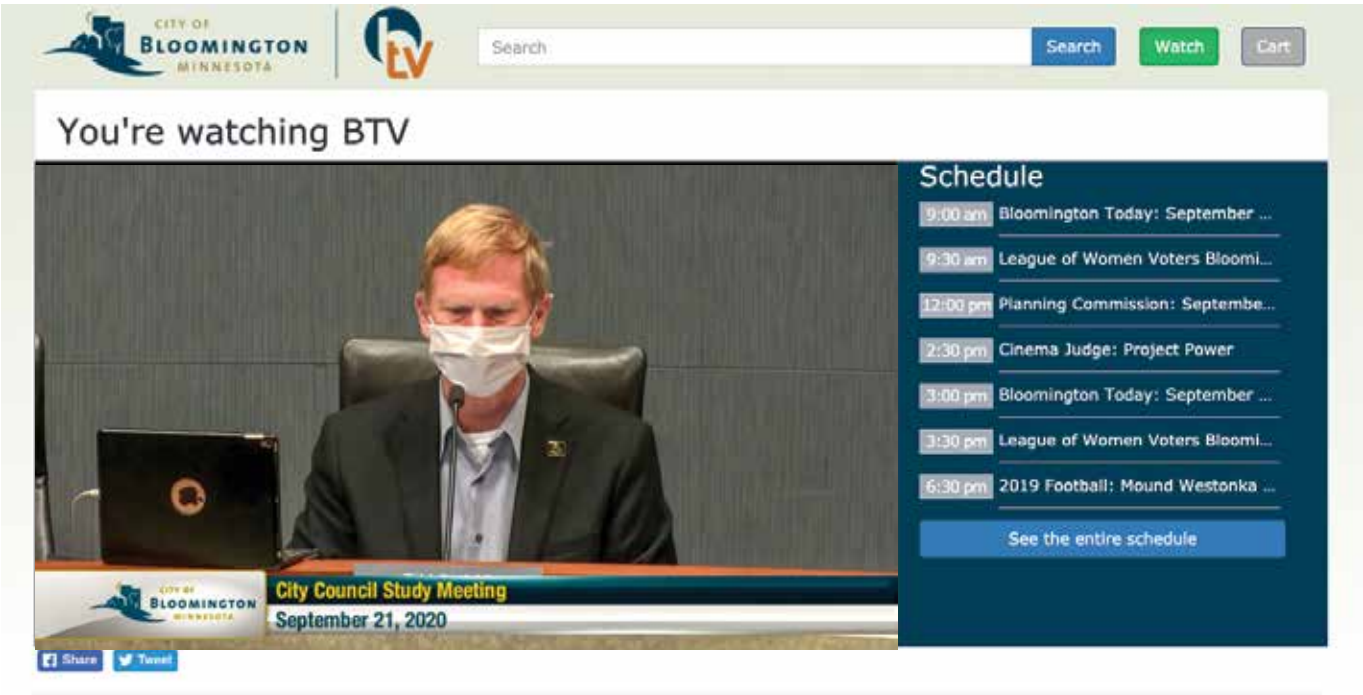 CITY OF
BLOOMINGTON
MINNESOTA
btv
Search
Search
Watch
Cart
You're watching BTV
Schedule
9:00 am Bloomington Today: September ...
9:30 am League of Women Voters Bloomi...
12:00 pm Planning Commission: Septembe...
2:30 pm Cinema Judge: Project Power
3:00 pm Bloomington Today: September ...
3:30 pm League of Women Voters Bloomi...
6:30 pm 2019 Football: Mound Westonka ...
See the entire schedule
CITY OF
BLOOMINGTON
MINNESOTA
City Council Study Meeting
September 21, 2020
Share
Tweet